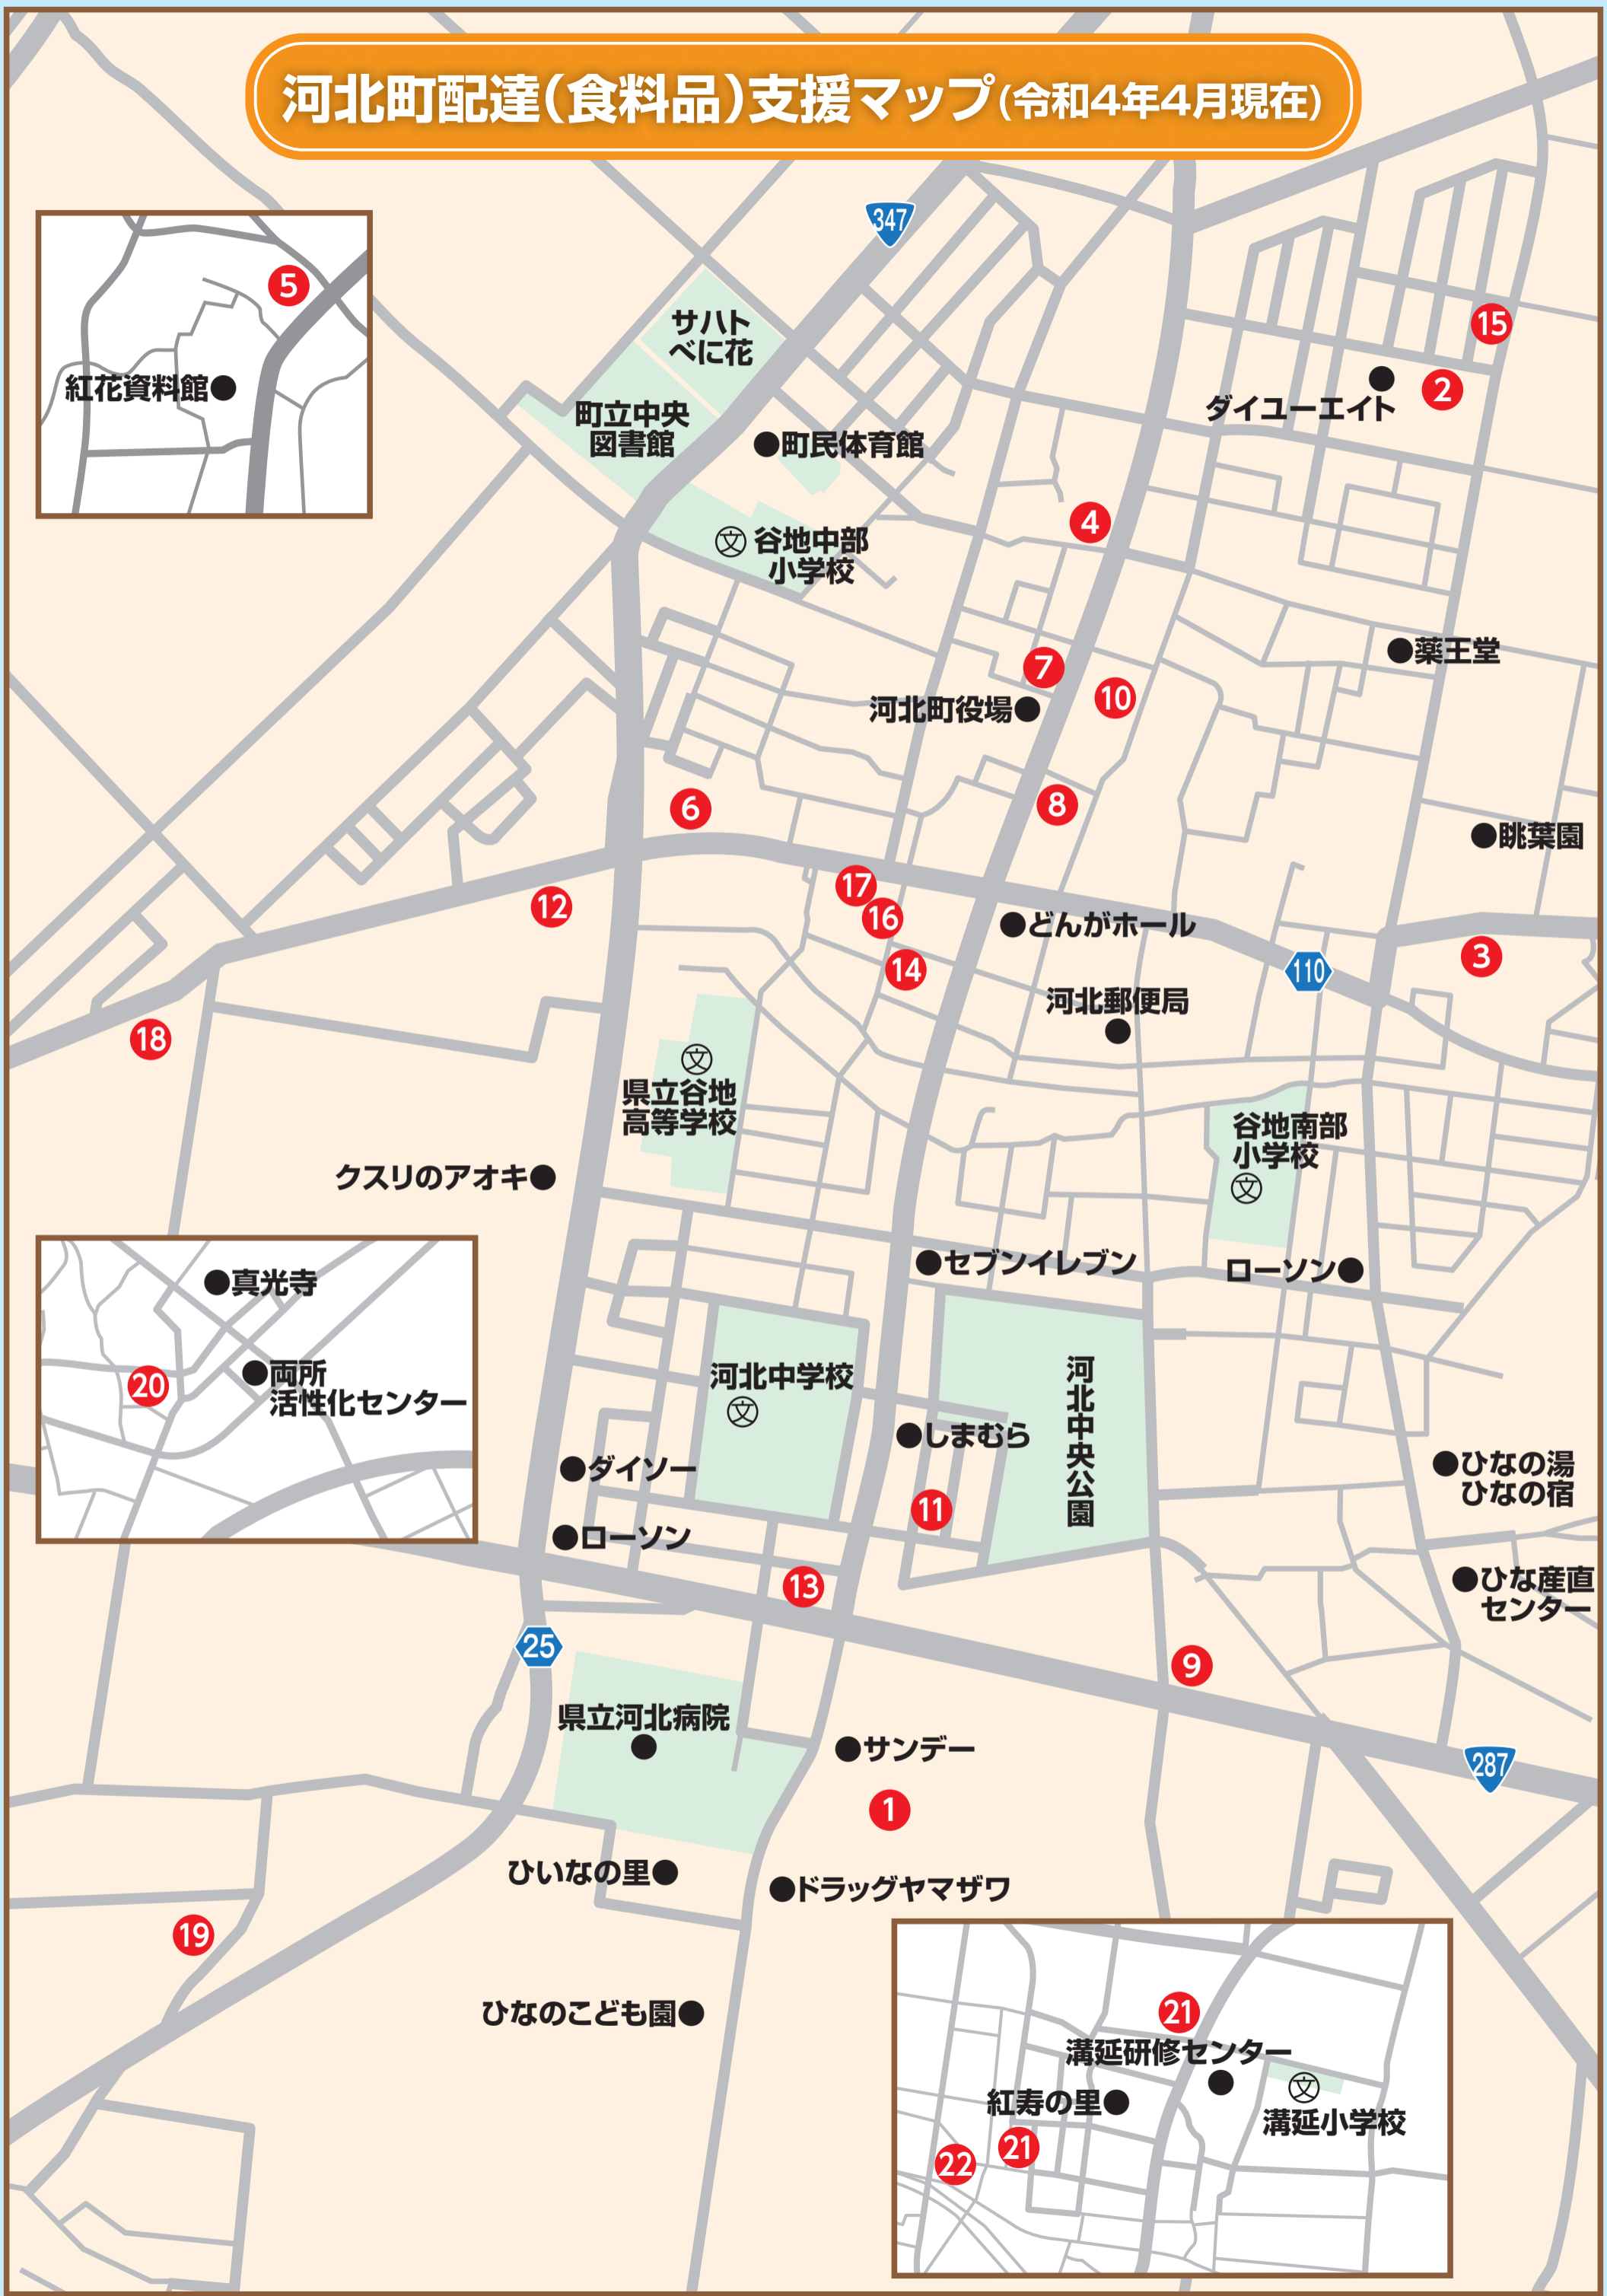 河北町配達(食料品)支援マップ(令和4年4月現在)
347
5
紅花資料館
サハト
べに花
町立中央
図書館
町民体育館
15
2
ダイユーエイト
谷地中部
小学校
文
4
薬王堂
7
河北町役場
10
6
8
眺葉園
17
12
16
どんがホール
3
14
110
河北郵便局
18
文
県立谷地
高等学校
谷地南部
小学校
文
クスリのアオキ
セブンイレブン
ローソン
真光寺
両所
活性化センター
20
河北中学校
文
河北中央公園
しまむら
ダイソー
ひなの湯
ひなの宿
11
ローソン
13
ひな産直
センター
25
9
県立河北病院
サンデー
287
1
ひいなの里
ドラッグヤマザワ
19
ひなのこども園
21
溝延研修センター
紅寿の里
文
溝延小学校
21
22